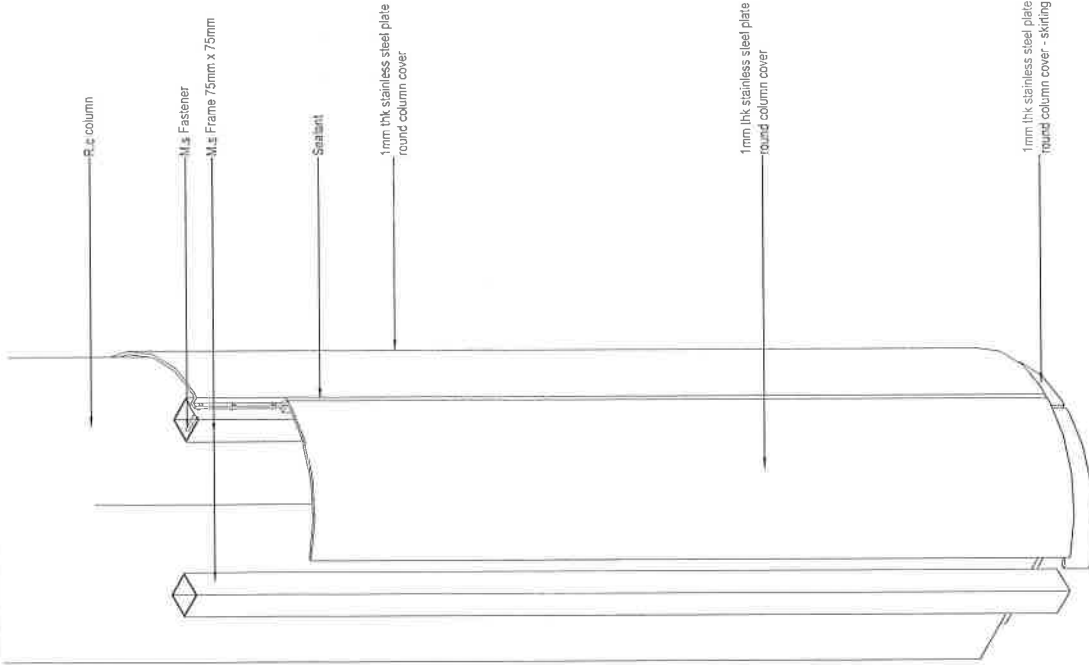 R.c column
M.s Fastener
M.s Frame 75mm x 75mm
Sealant
1mm thk stainless steel plate
round column cover
1mm thk stainless steel plate
round column cover
1mm thk stainless steel plate
round column cover - skirting